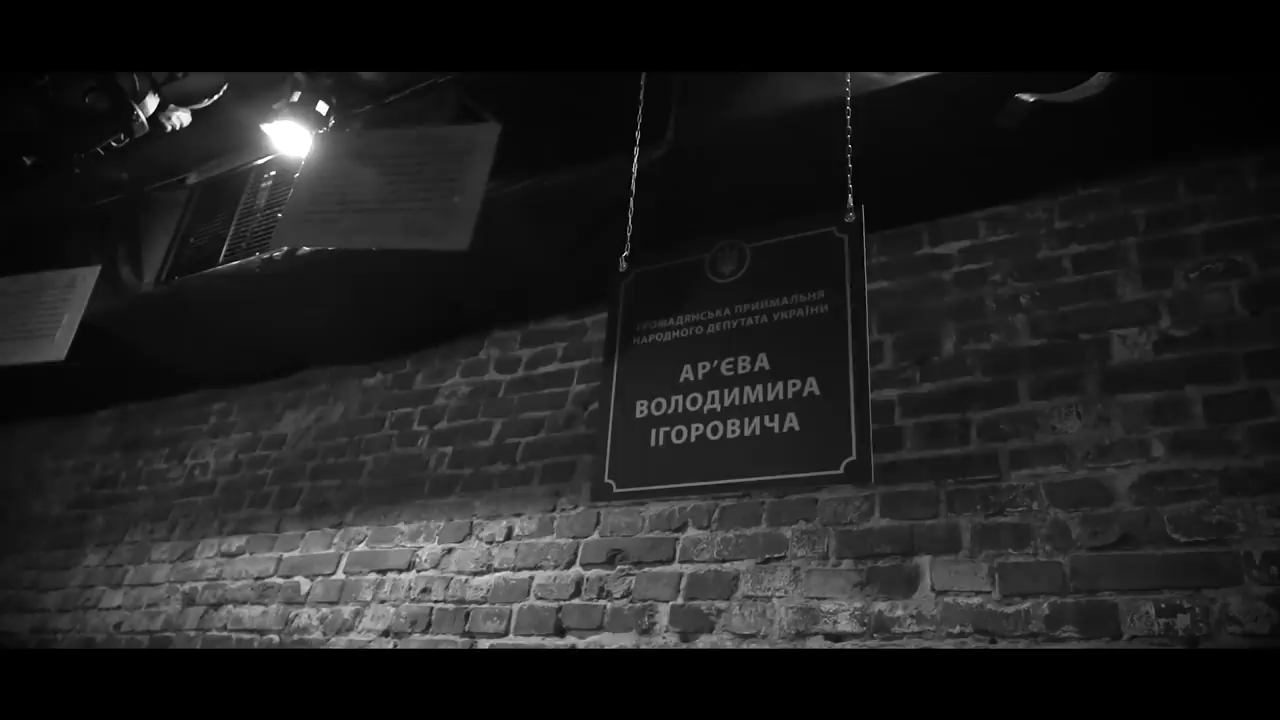 ГРОМАДЯНСЬКА ПРИЙМАЛЬНЯ
НАРОДНОГО ДЕПУТАТА УКРАЇНИ
АР’ЄВА
ВОЛОДИМИРА
ІГОРОВИЧА